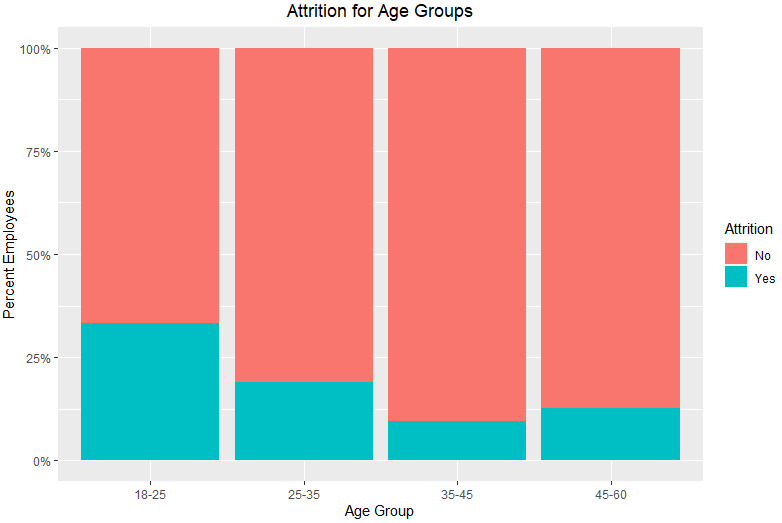 Attrition for Age Groups
100%
75%
50%
25%
0%
Percent Employees
18-25
25-35
35-45
45-60
Age Group
Attrition
No
Yes